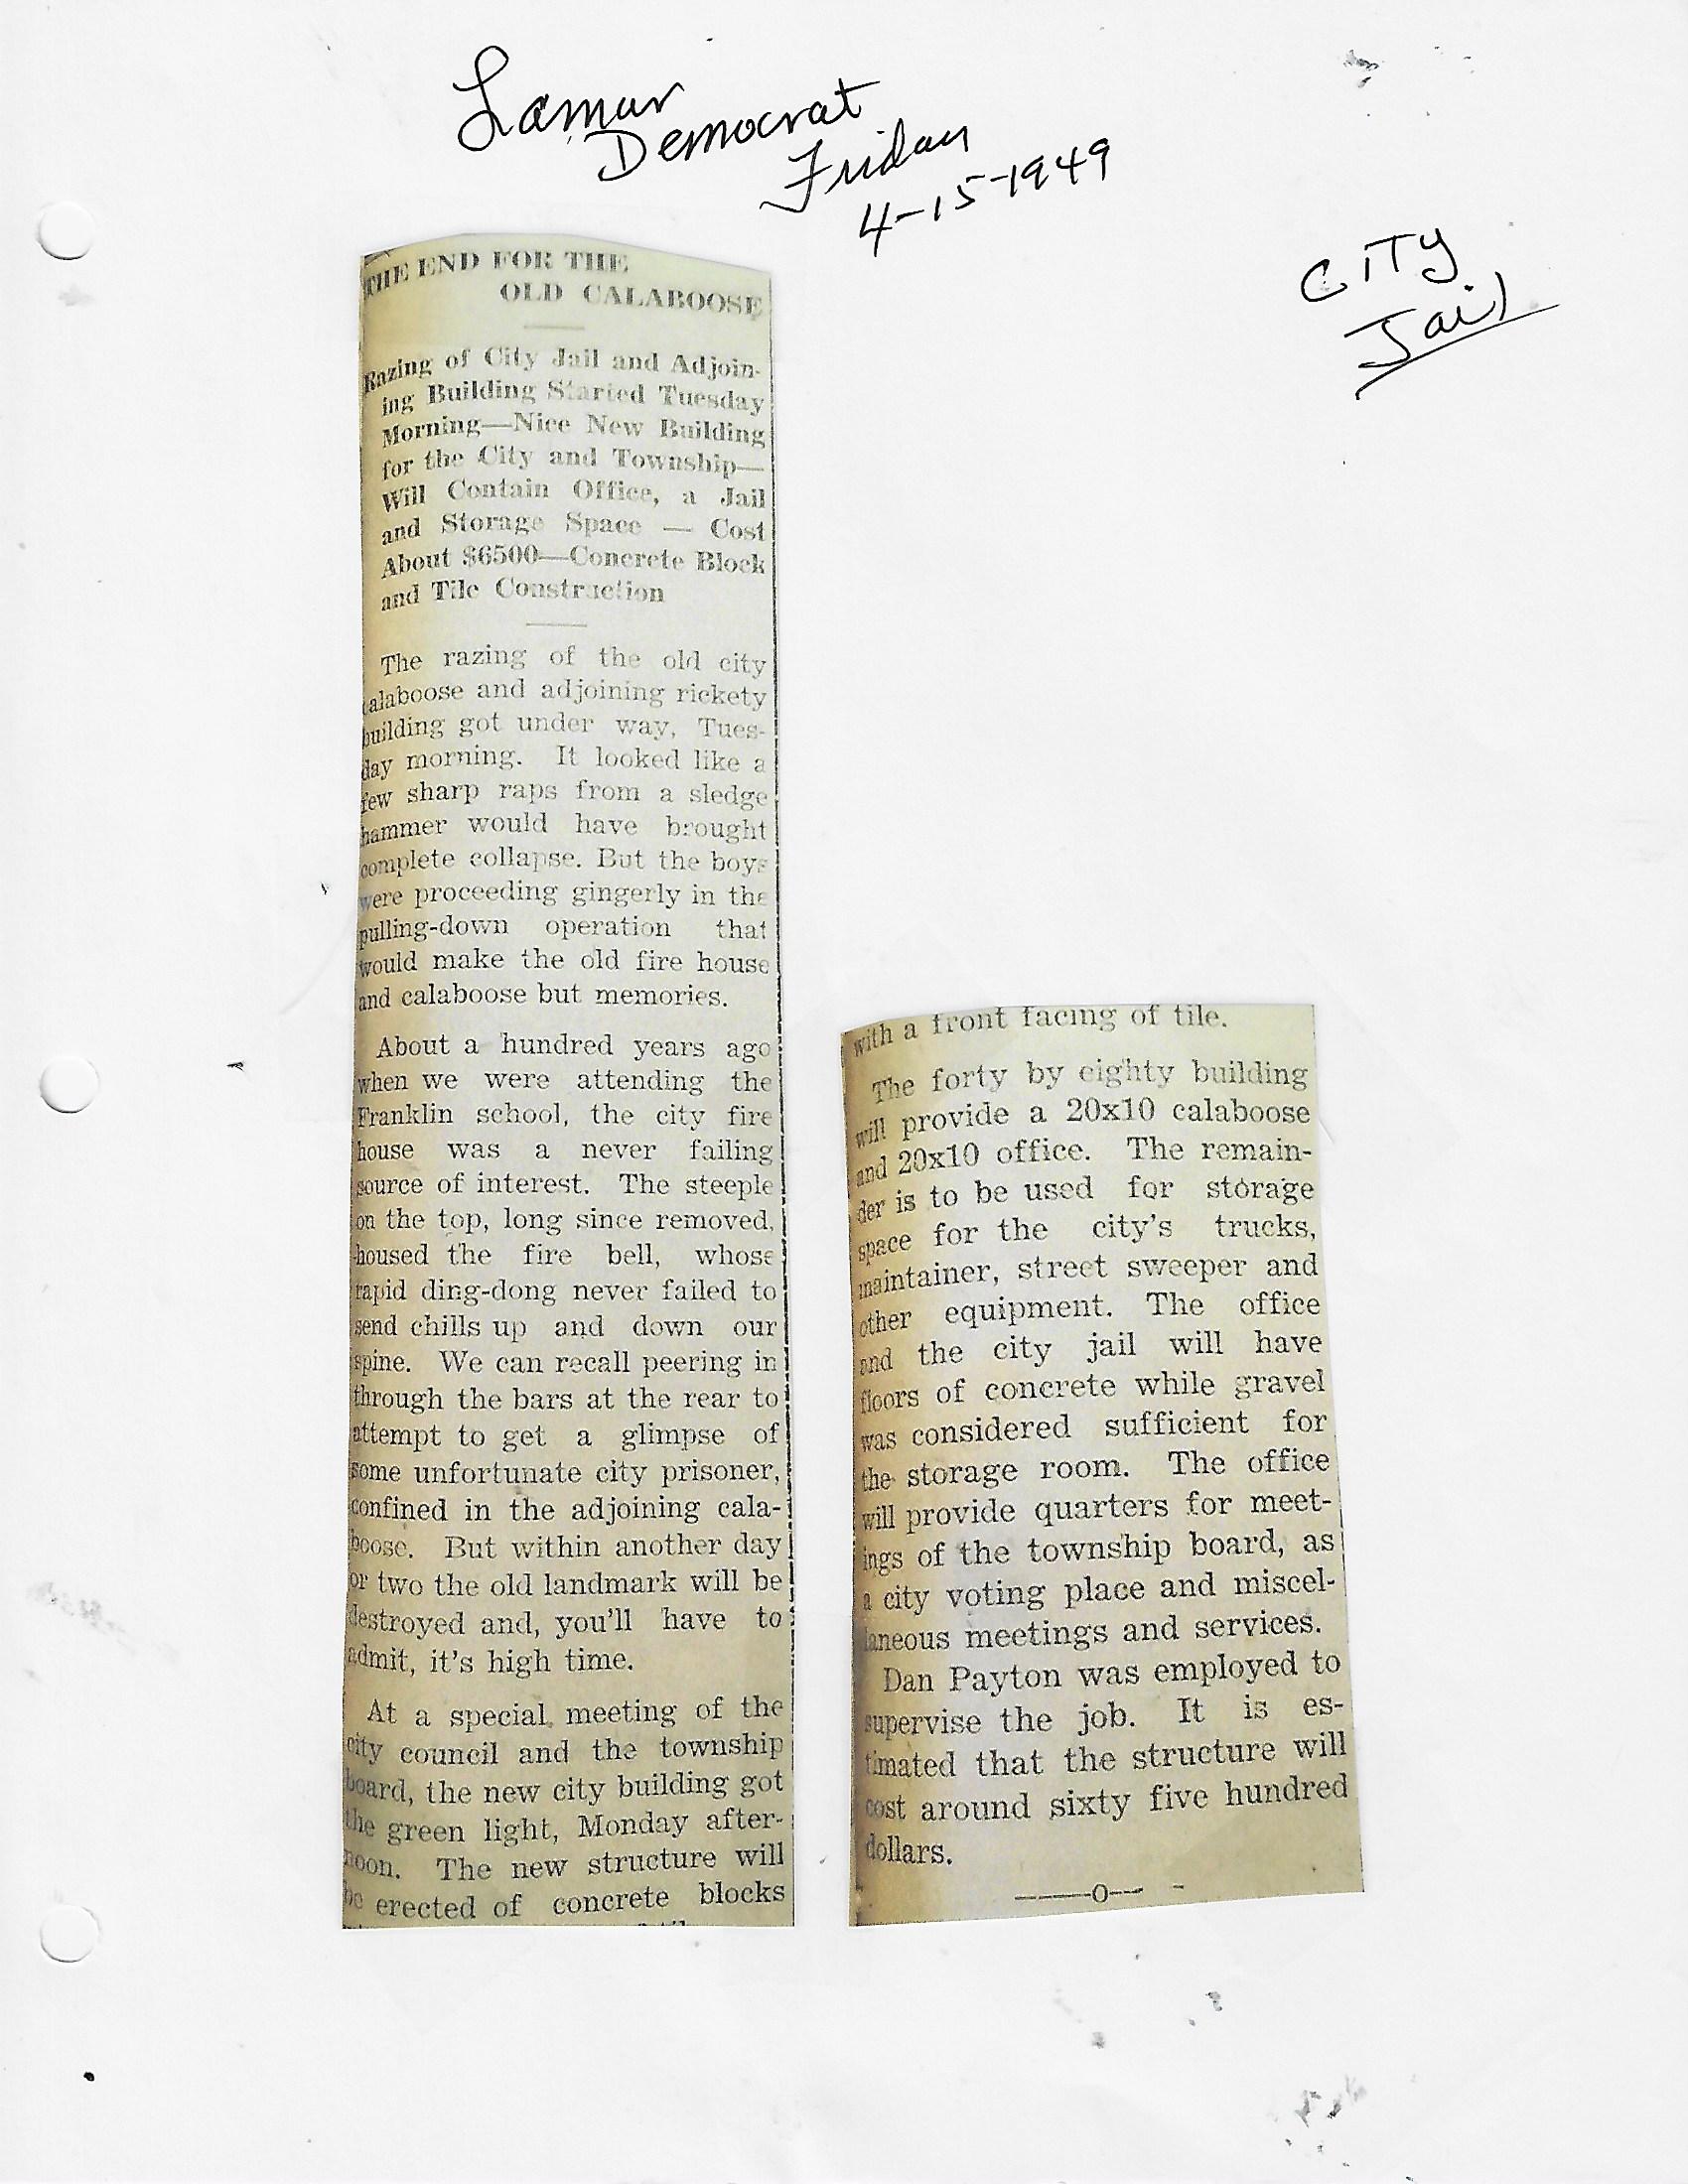 Lamar
Democrat
Friday
4-15-1949
CITY
Jail
THE END FOR THE
OLD CALABOOSE
Razing of City Jail and Adjoin-
ing Building Started Tuesday
Morning—Nice New Building
for the City and Township—
Will Contain Office, a Jail
and Storage Space — Cost
About $6500—Concrete Block
and Tile Construction
The razing of the old city
calaboose and adjoining rickety
building got under way, Tues-
day morning. It looked like a
few sharp raps from a sledge
hammer would have brought
complete collapse. But the boys
were proceeding gingerly in the
pulling-down operation that
would make the old fire house
and calaboose but memories.
About a hundred years ago
when we were attending the
Franklin school, the city fire
house was a never failing
source of interest. The steeple
on the top, long since removed,
housed the fire bell, whose
rapid ding-dong never failed to
send chills up and down our
spine. We can recall peering in
through the bars at the rear to
attempt to get a glimpse of
some unfortunate city prisoner,
confined in the adjoining cala-
boose. But within another day
or two the old landmark will be
destroyed and, you'll have to
admit, it's high time.
At a special meeting of the
city council and the township
board, the new city building got
the green light, Monday after-
noon. The new structure will
be erected of concrete blocks
with a front facing of tile.
The forty by eighty building
will provide a 20x10 calaboose
and 20x10 office. The remain-
der is to be used for storage
space for the city's trucks,
maintainer, street sweeper and
other equipment. The office
and the city jail will have
floors of concrete while gravel
was considered sufficient for
the storage room. The office
will provide quarters for meet-
ings of the township board, as
a city voting place and miscel-
laneous meetings and services.
Dan Payton was employed to
supervise the job. It is es-
timated that the structure will
cost around sixty five hundred
dollars.
———o——